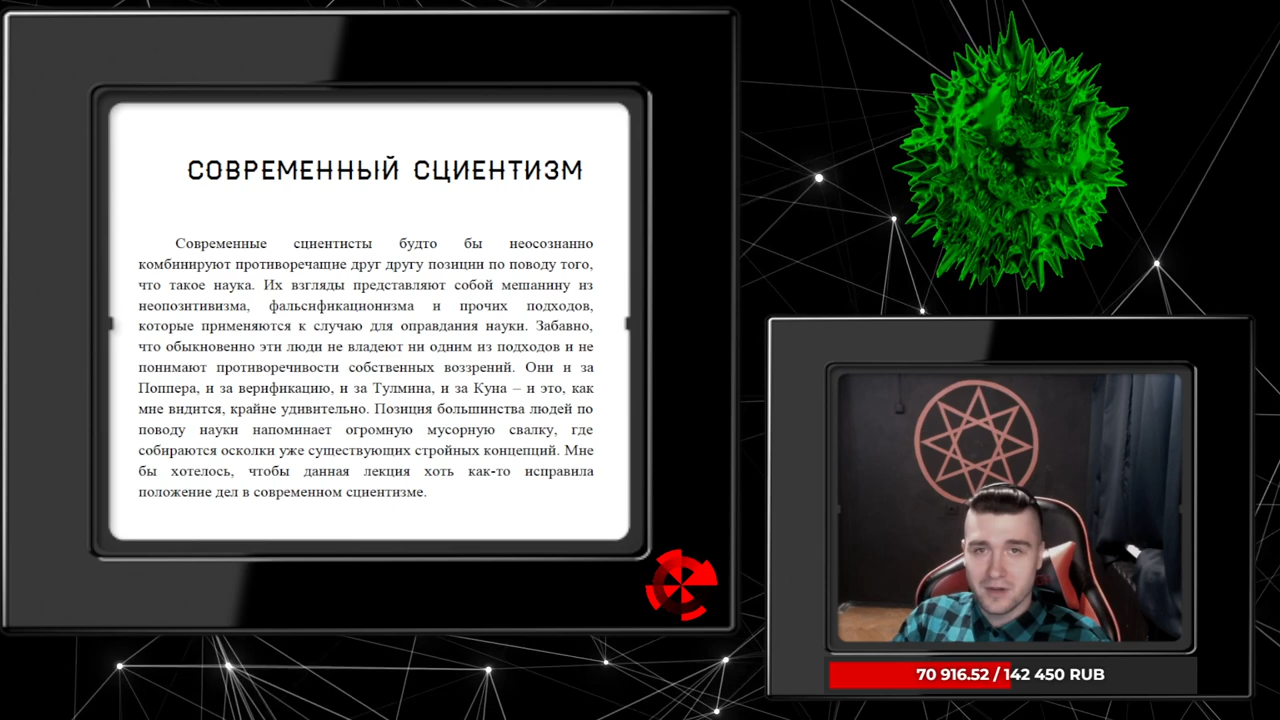 СОВРЕМЕННЫЙ СЦИЕНТИЗМ
Современные сциентисты будто бы неосознанно
комбинируют противоречащие друг другу позиции по поводу того,
что такое наука. Их взгляды представляют собой мешанину из
неопозитивизма, фальсификационизма и прочих подходов,
которые применяются к случаю для оправдания науки. Забавно,
что обыкновенно эти люди не владеют ни одним из подходов и не
понимают противоречивости собственных воззрений. Они и за
Поппера, и за верификацию, и за Тулмина, и за Куна – и это, как
мне видится, крайне удивительно. Позиция большинства людей по
поводу науки напоминает огромную мусорную свалку, где
собираются осколки уже существующих стройных концепций. Мне
бы хотелось, чтобы данная лекция хоть как-то исправила
положение дел в современном сциентизме.
70 916.52 / 142 450 RUB